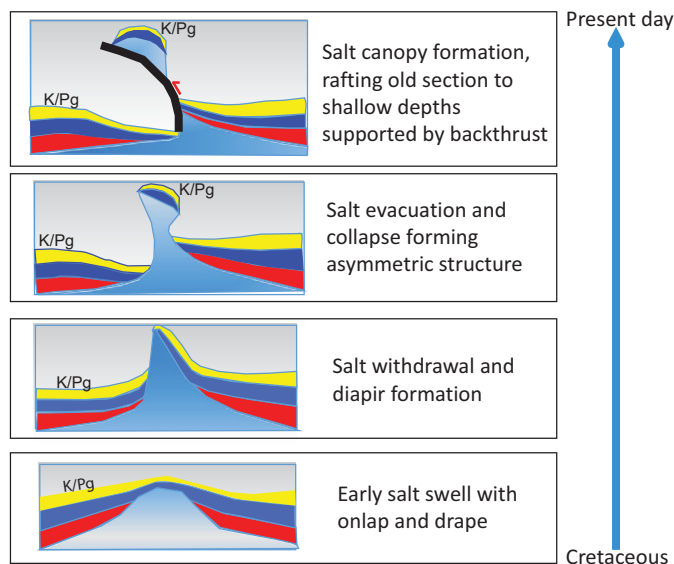 Present day
K/Pg
K/Pg
Salt canopy formation,
rafting old section to
shallow depths
supported by backthrust
K/Pg
K/Pg
Salt evacuation and
collapse forming
asymmetric structure
K/Pg
Salt withdrawal and
diapir formation
K/Pg
Early salt swell with
onlap and drape
Cretaceous